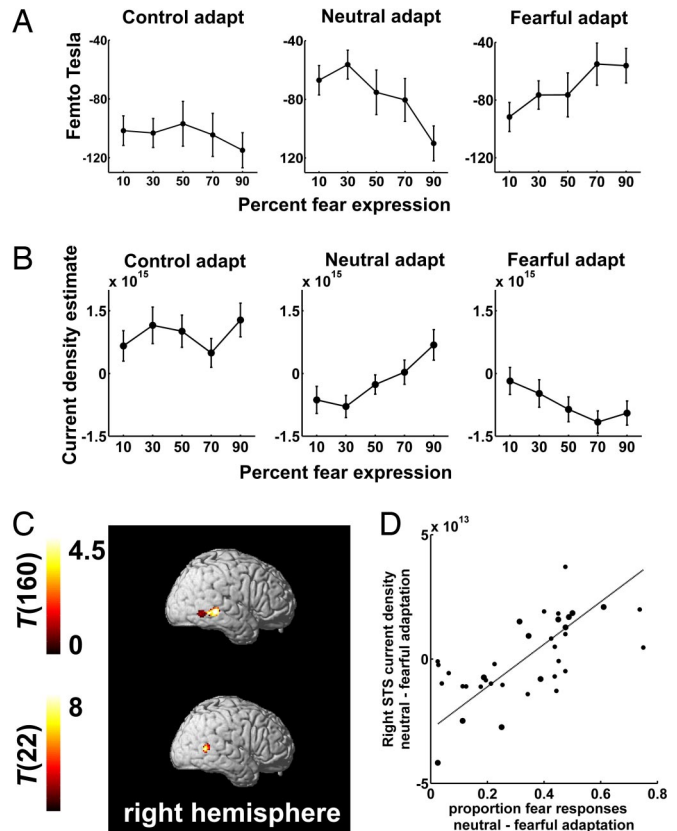 A
Control adapt Neutral adapt Fearful adapt
Femto Tesla
-40 -40 -40
-80 -80 -80
-120 120 -120
10 30 50 70 90 10 30 50 70 90 10 30 50 70 90
Percent fear expression
B
Control adapt Neutral adapt Fearful adapt
x 10 15 x 10 15 x 10 15
Current density estimate
1.5 1.5 1.5
0 0 0
-1.5 -1.5 -1.5
10 30 50 70 90 10 30 50 70 90 10 30 50 70 90
Percent fear expression
C
T(160)
4.5
0
T(22)
8
right hemisphere
D
x 10 13
Right STS current density
neutral - fearful adaptation
5
0
-5
0 0.2 0.4 0.6 0.8
proportion fear responses
neutral - fearful adaptation